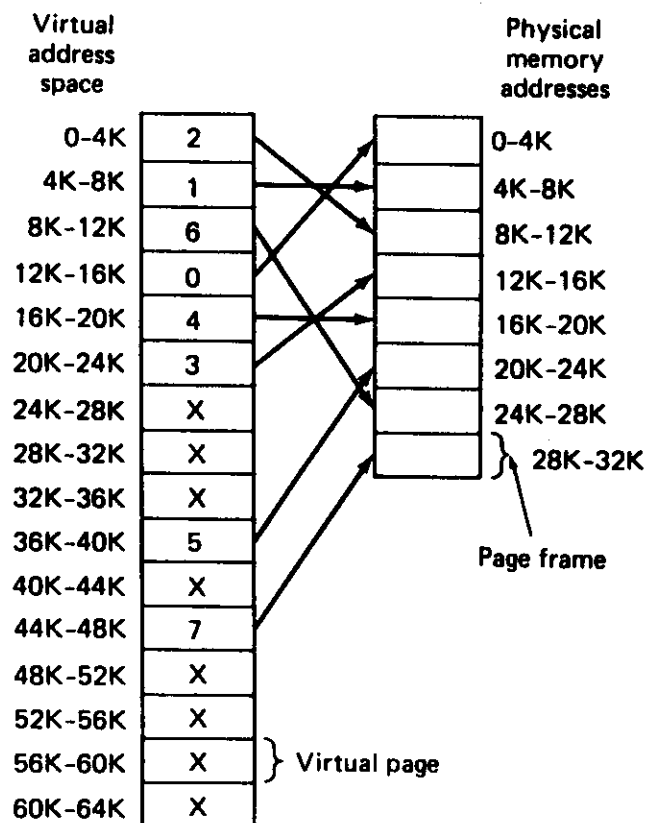 Virtual
address
space
Physical
memory
addresses
0-4K 2 0-4K
4K-8K 1 4K-8K
8K-12K 6 8K-12K
12K-16K 0 12K-16K
16K-20K 4 16K-20K
20K-24K 3 20K-24K
24K-28K X 24K-28K
28K-32K X 28K-32K
32K-36K X
36K-40K 5 Page frame
40K-44K X
44K-48K 7
48K-52K X
52K-56K X
56K-60K X Virtual page
60K-64K X